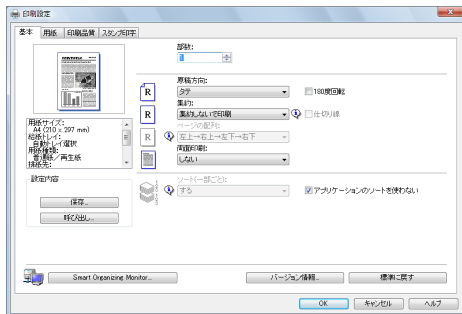 印刷設定
基本 用紙 印刷品質 スタンプ印字
部数:
1
原稿方向:
タテ
180度回転
集約:
集約しないで印刷
仕切り線
ページの配列:
左上→右上→左下→右下
両面印刷:
しない
用紙サイズ:
A4 (210 x 297 mm)
給紙トレイ:
自動トレイ選択
用紙種類:
普通紙/再生紙
排紙先:
設定内容
保存...
呼び出し...
ソート(一部ごと):
する
アプリケーションのソートを使わない
Smart Organizing Monitor...
バージョン情報...
標準に戻す
OK
キャンセル
ヘルプ